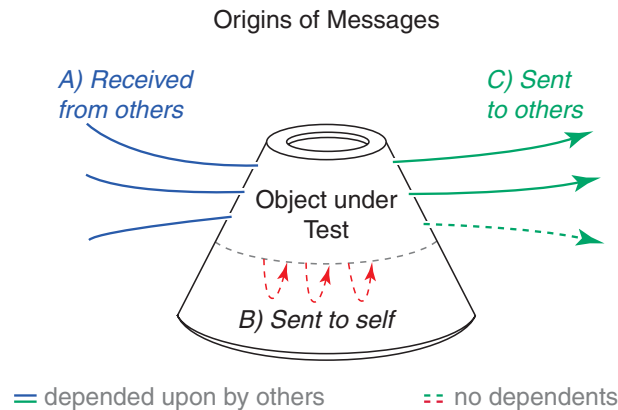 Origins of Messages
A) Received
from others
C) Sent
to others
Object under
Test
B) Sent to self
depended upon by others
no dependents